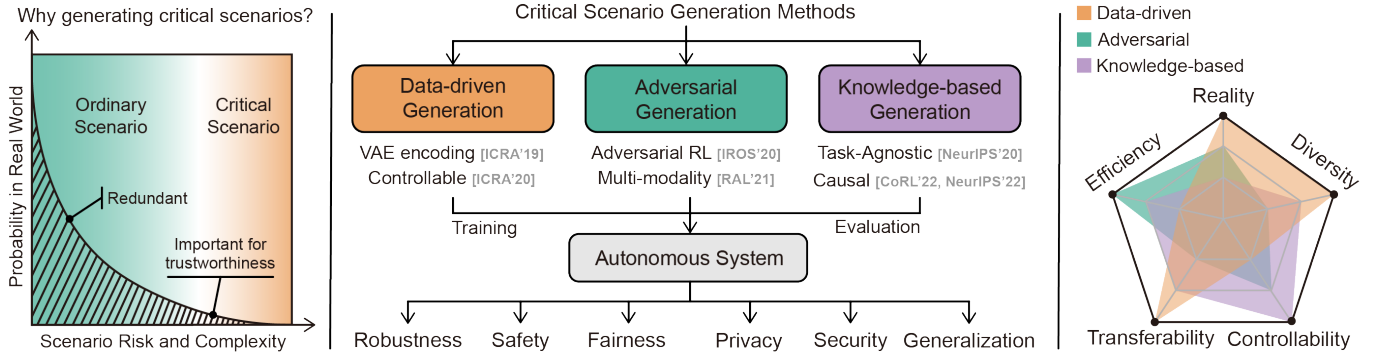 Why generating critical scenarios?
Probability in Real World
Ordinary
Scenario
Critical
Scenario
Redundant
Important for
trustworthiness
Scenario Risk and Complexity
Critical Scenario Generation Methods
Data-driven
Generation
Adversarial
Generation
Knowledge-based
Generation
VAE encoding [ICRA'19]
Controllable [ICRA'20]
Adversarial RL [IROS'20]
Multi-modality [RAL'21]
Task-Agnostic [NeurIPS'20]
Causal [CoRL'22, NeurIPS'22]
Training
Evaluation
Autonomous System
Robustness
Safety
Fairness
Privacy
Security
Generalization
Data-driven
Adversarial
Knowledge-based
Reality
Efficiency
Diversity
Transferability
Controllability